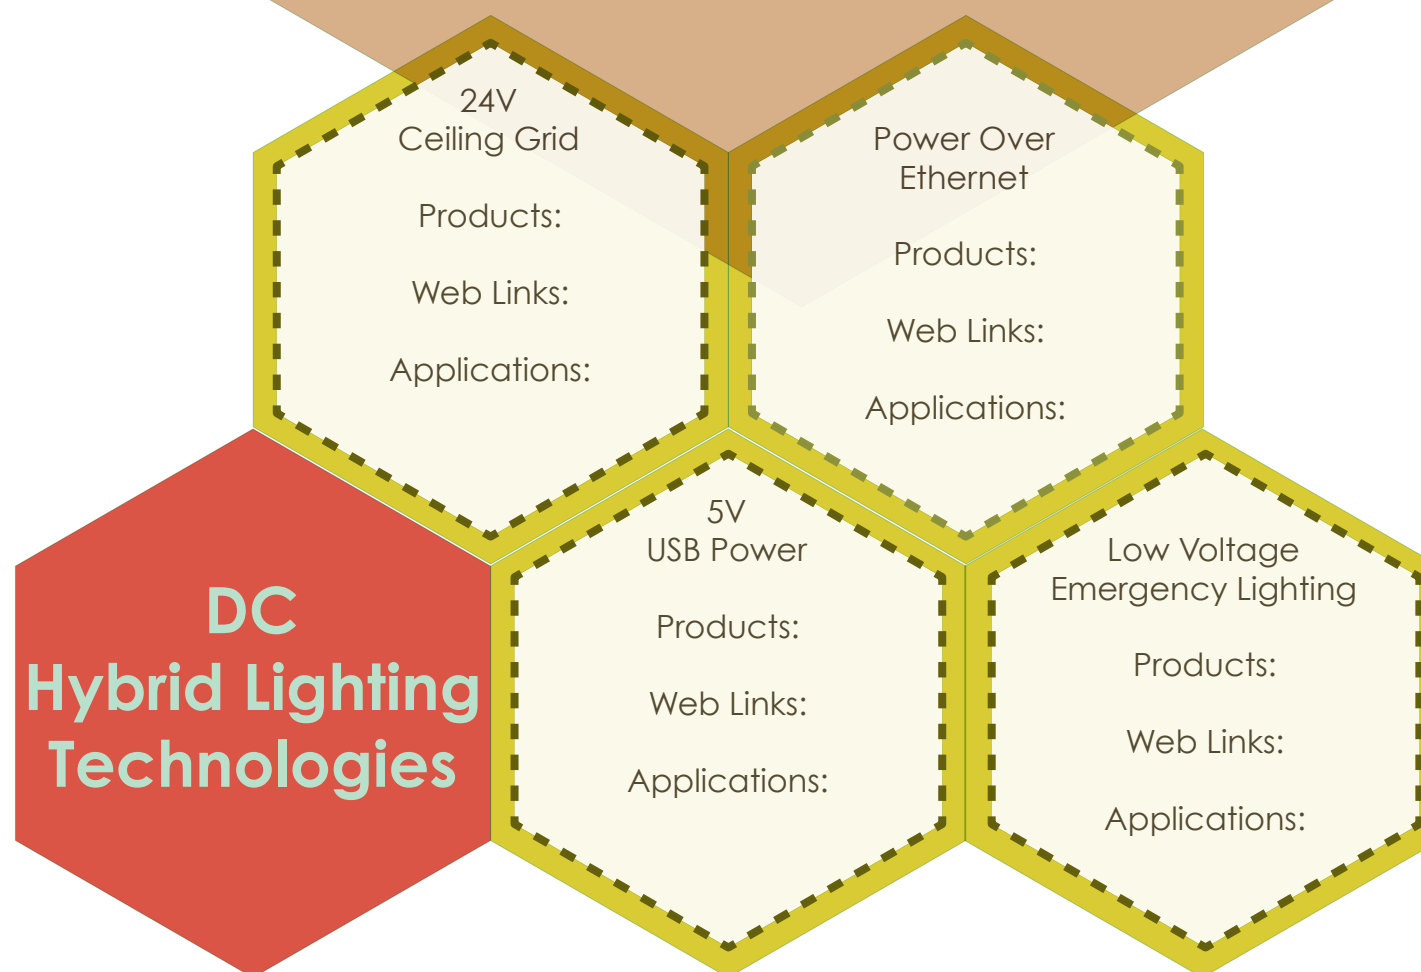 24V
Ceiling Grid
Products:
Web Links:
Applications:
Power Over
Ethernet
Products:
Web Links:
Applications:
DC
Hybrid Lighting
Technologies
5V
USB Power
Products:
Web Links:
Applications:
Low Voltage
Emergency Lighting
Products:
Web Links:
Applications: